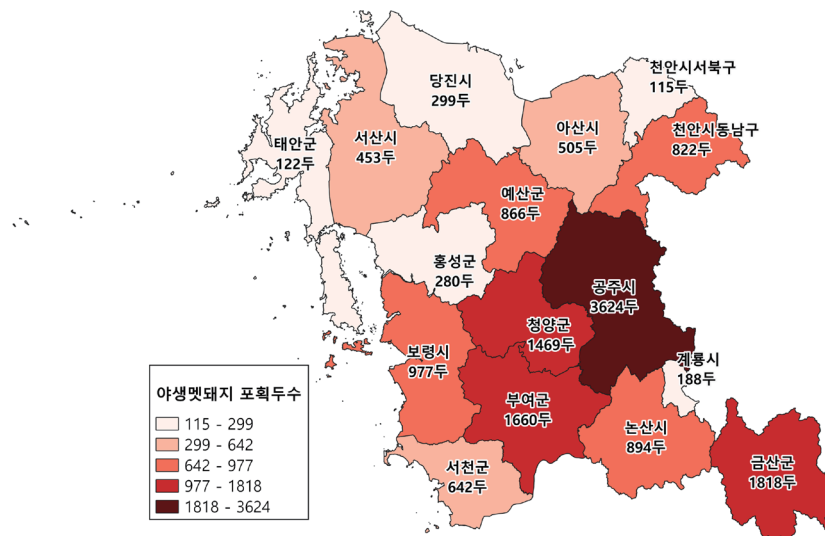 당진시
299두
천안시서북구
115두
태안군
122두
서산시
453두
아산시
505두
천안시동남구
822두
예산군
866두
홍성군
280두
공주시
3624두
청양군
1469두
보령시
977두
계룡시
188두
부여군
1660두
논산시
894두
서천군
642두
금산군
1818두
야생멧돼지 포획두수
115 - 299
299 - 642
642 - 977
977 - 1818
1818 - 3624